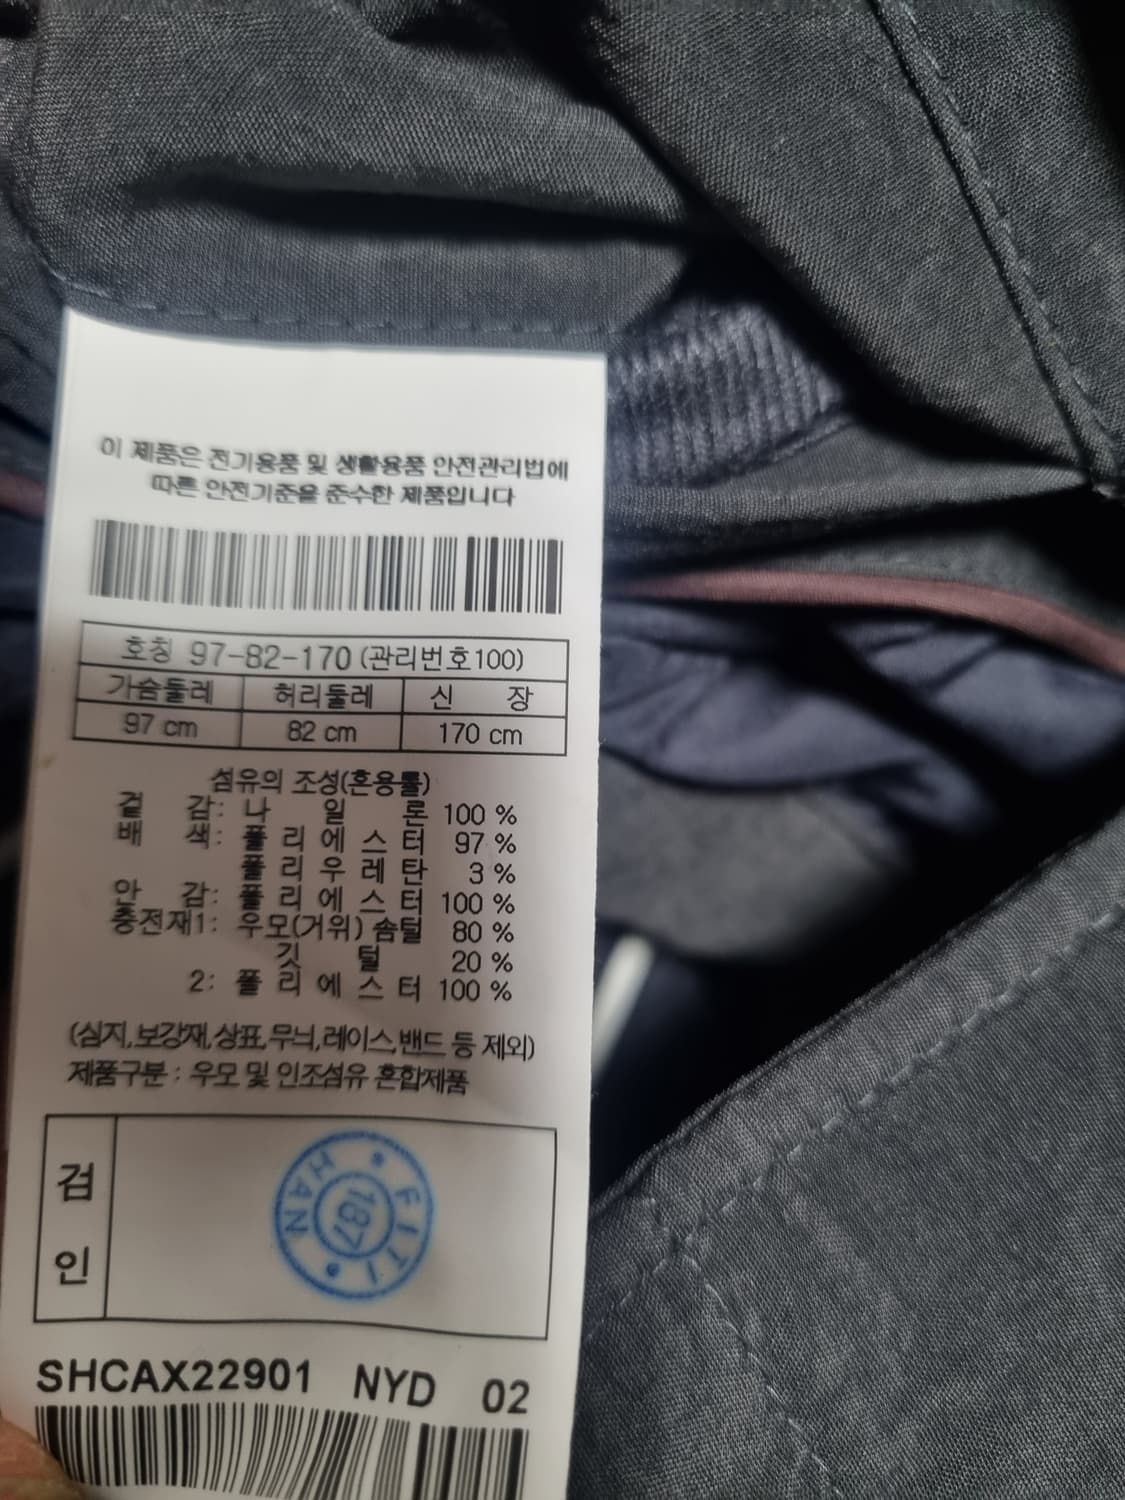 이 제품은 전기용품 및 생활용품 안전관리법에
따른 안전기준을 준수한 제품입니다
호칭 97-82-170 (관리번호100)
가슴둘레 허리둘레 신 장
97 cm 82 cm 170 cm
섬유의 조성(혼용률)
겉 감: 나 일 론 100 %
배 색: 폴 리 에 스 터 97 %
폴 리 우 레 탄 3 %
안 감: 폴 리 에 스 터 100 %
충전재1: 우모(거위) 솜털 80 %
깃 털 20 %
2: 폴 리 에 스 터 100 %
(심지,보강재,상표,무늬,레이스,밴드 등 제외)
제품구분 : 우모 및 인조섬유 혼합제품
검
인
FITI
HAN
187
SHCAX22901 NYD 02